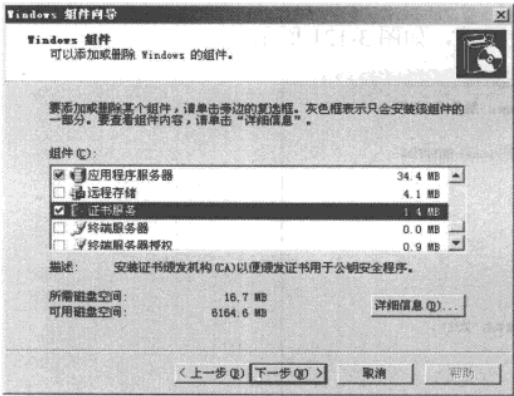 Windows 组件向导
Windows 组件
可以添加或删除 Windows 的组件。
要添加或删除某个组件，请单击旁边的复选框。灰色框表示只会安装该组件的
一部分。要查看组件内容，请单击“详细信息”。
组件(C):
应用程序服务器 34.4 MB
远程存储 4.1 MB
证书服务 1.4 MB
终端服务器 0.0 MB
终端服务器授权 0.9 MB
描述: 安装证书颁发机构(CA)以便颁发证书用于公钥安全程序。
所需磁盘空间: 16.7 MB
可用磁盘空间: 6164.6 MB
详细信息(D)...
<上一步(B) 下一步(N)> 取消 帮助